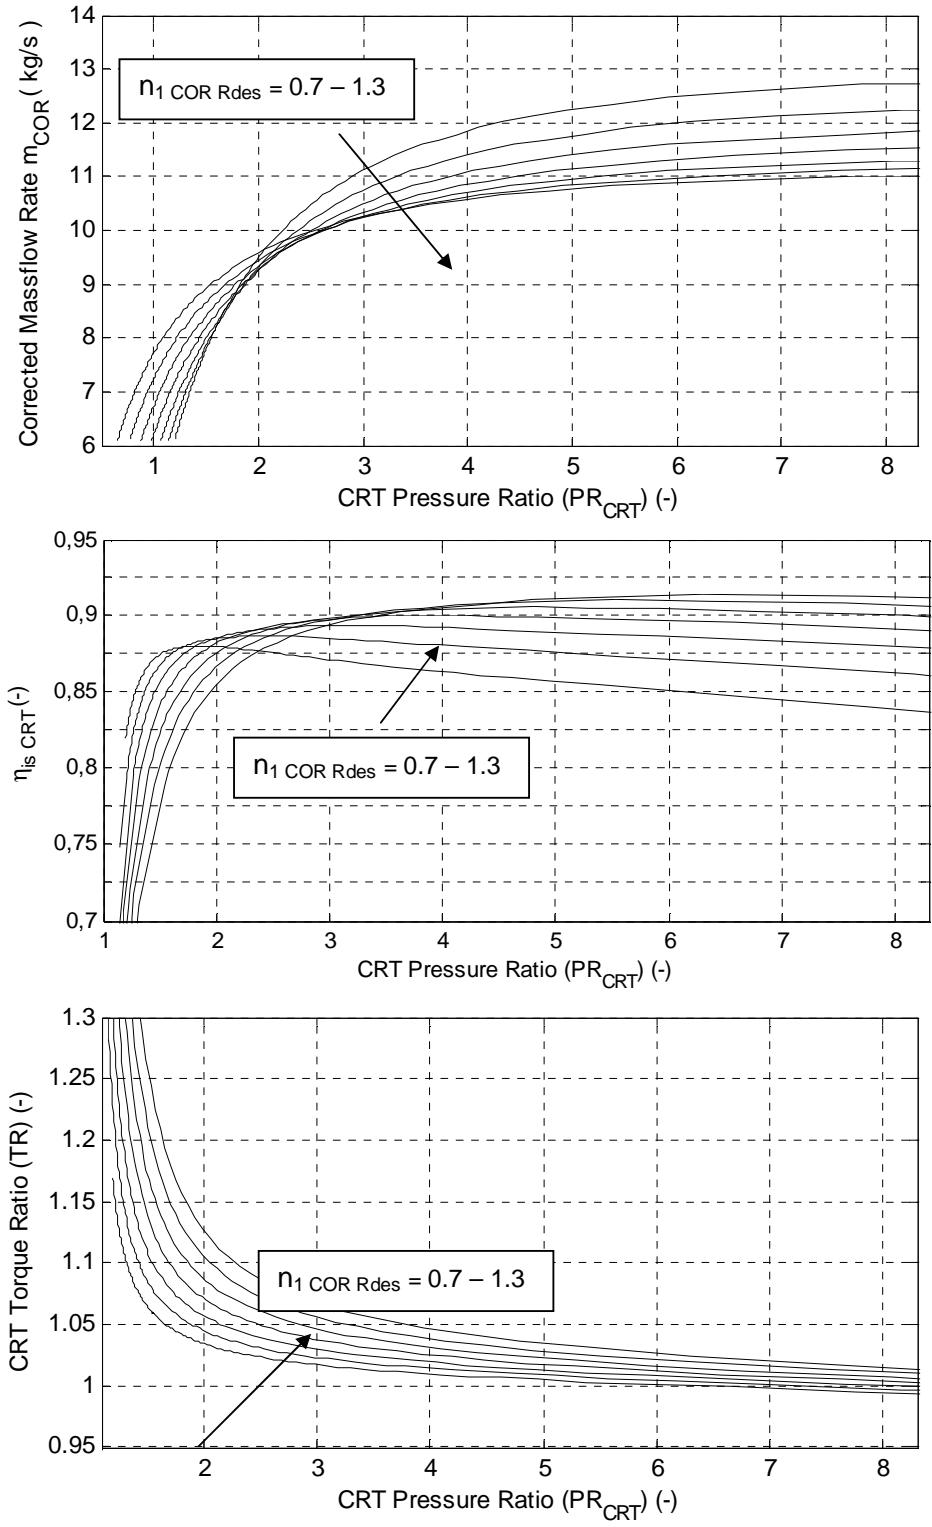 14
13
12
11
10
9
8
7
6
Corrected Massflow Rate mCOR( kg/s)
n1 COR Rdes = 0.7 – 1.3
1 2 3 4 5 6 7 8
CRT Pressure Ratio (PRCRT) (-)
0,95
0,9
0,85
0,8
0,75
0,7
ηis CRT(-)
n1 COR Rdes = 0.7 – 1.3
1 2 3 4 5 6 7 8
CRT Pressure Ratio (PRCRT) (-)
1.3
1.25
1.2
1.15
1.1
1.05
1
0.95
CRT Torque Ratio (TR) (-)
n1 COR Rdes = 0.7 – 1.3
2 3 4 5 6 7 8
CRT Pressure Ratio (PRCRT) (-)